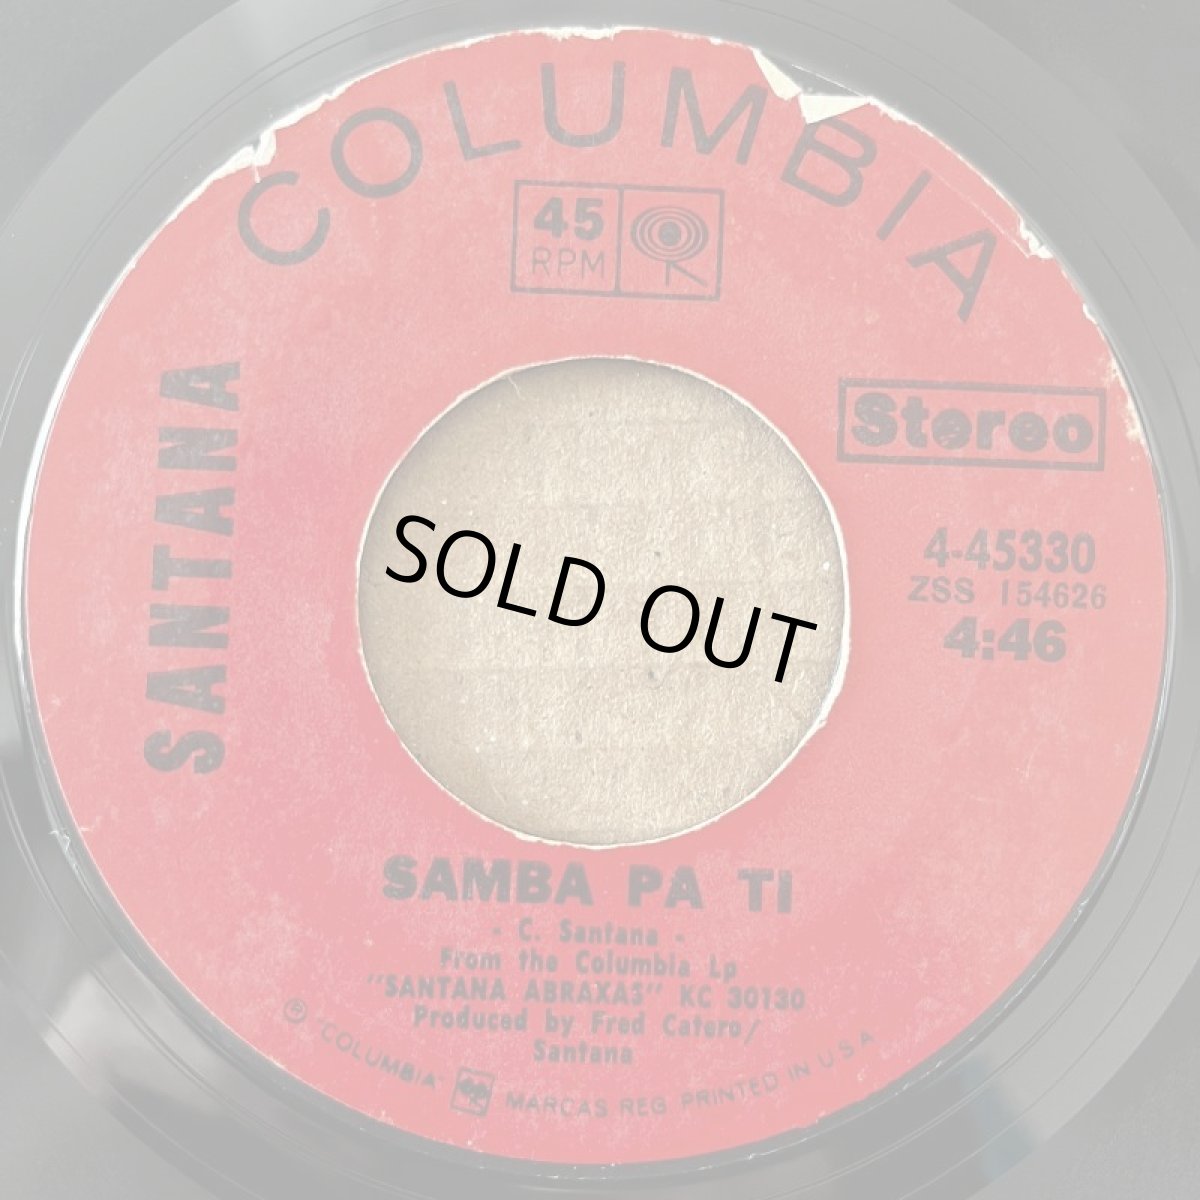 COLUMBIA
45
RPM
SANTANA
Stereo
4-45330
ZSS 154626
4:46
SOLD OUT
SAMBA PA TI
- C. Santana -
From the Columbia Lp
"SANTANA ABRAXAS" KC 30130
Produced by Fred Catero/
Santana
® "COLUMBIA" MARCAS REG PRINTED IN U.S.A